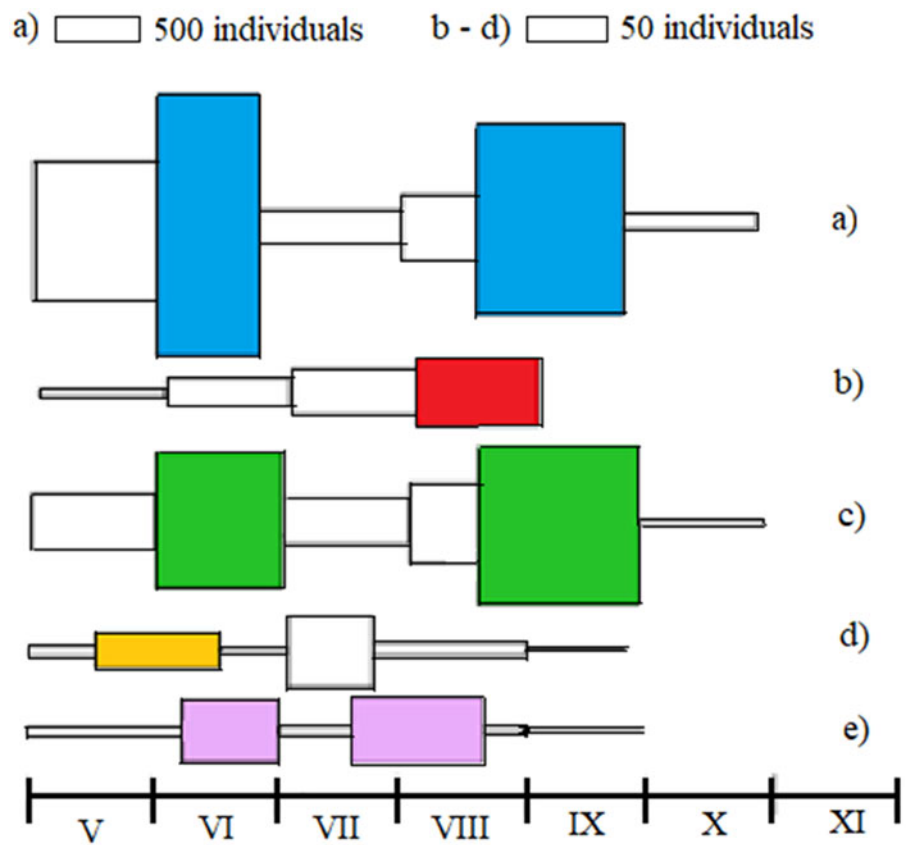 a) 500 individuals b - d) 50 individuals
a)
b)
c)
d)
e)
V VI VII VIII IX X XI